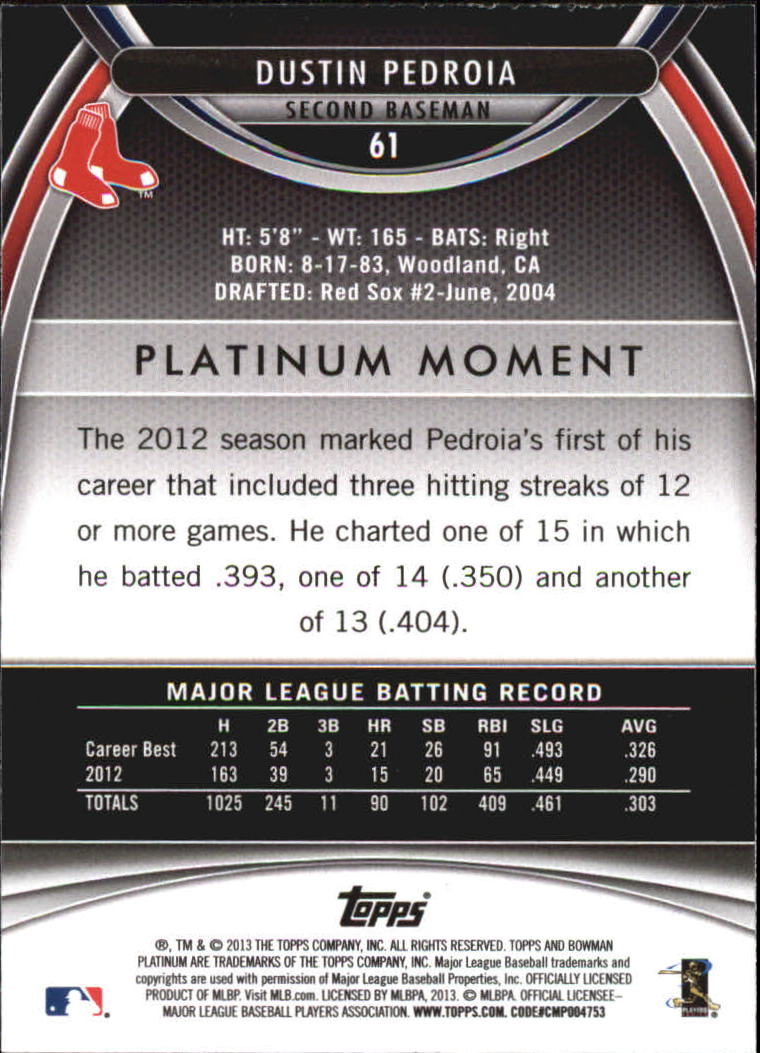 DUSTIN PEDROIA
SECOND BASEMAN
61
TM
HT: 5'8" - WT: 165 - BATS: Right
BORN: 8-17-83, Woodland, CA
DRAFTED: Red Sox #2-June, 2004
PLATINUM MOMENT
The 2012 season marked Pedroia's first of his
career that included three hitting streaks of 12
or more games. He charted one of 15 in which
he batted .393, one of 14 (.350) and another
of 13 (.404).
MAJOR LEAGUE BATTING RECORD
H 2B 3B HR SB RBI SLG AVG
Career Best 213 54 3 21 26 91 .493 .326
2012 163 39 3 15 20 65 .449 .290
TOTALS 1025 245 11 90 102 409 .461 .303
topps®
®, TM & © 2013 THE TOPPS COMPANY, INC. ALL RIGHTS RESERVED. TOPPS AND BOWMAN
PLATINUM ARE TRADEMARKS OF THE TOPPS COMPANY, INC. Major League Baseball trademarks and
copyrights are used with permission of Major League Baseball Properties, Inc. OFFICIALLY LICENSED
PRODUCT OF MLBP. Visit MLB.com. LICENSED BY MLBPA, 2013. © MLBPA. OFFICIAL LICENSEE–
MAJOR LEAGUE BASEBALL PLAYERS ASSOCIATION. WWW.TOPPS.COM. CODE#CMP004753
PLAYERS